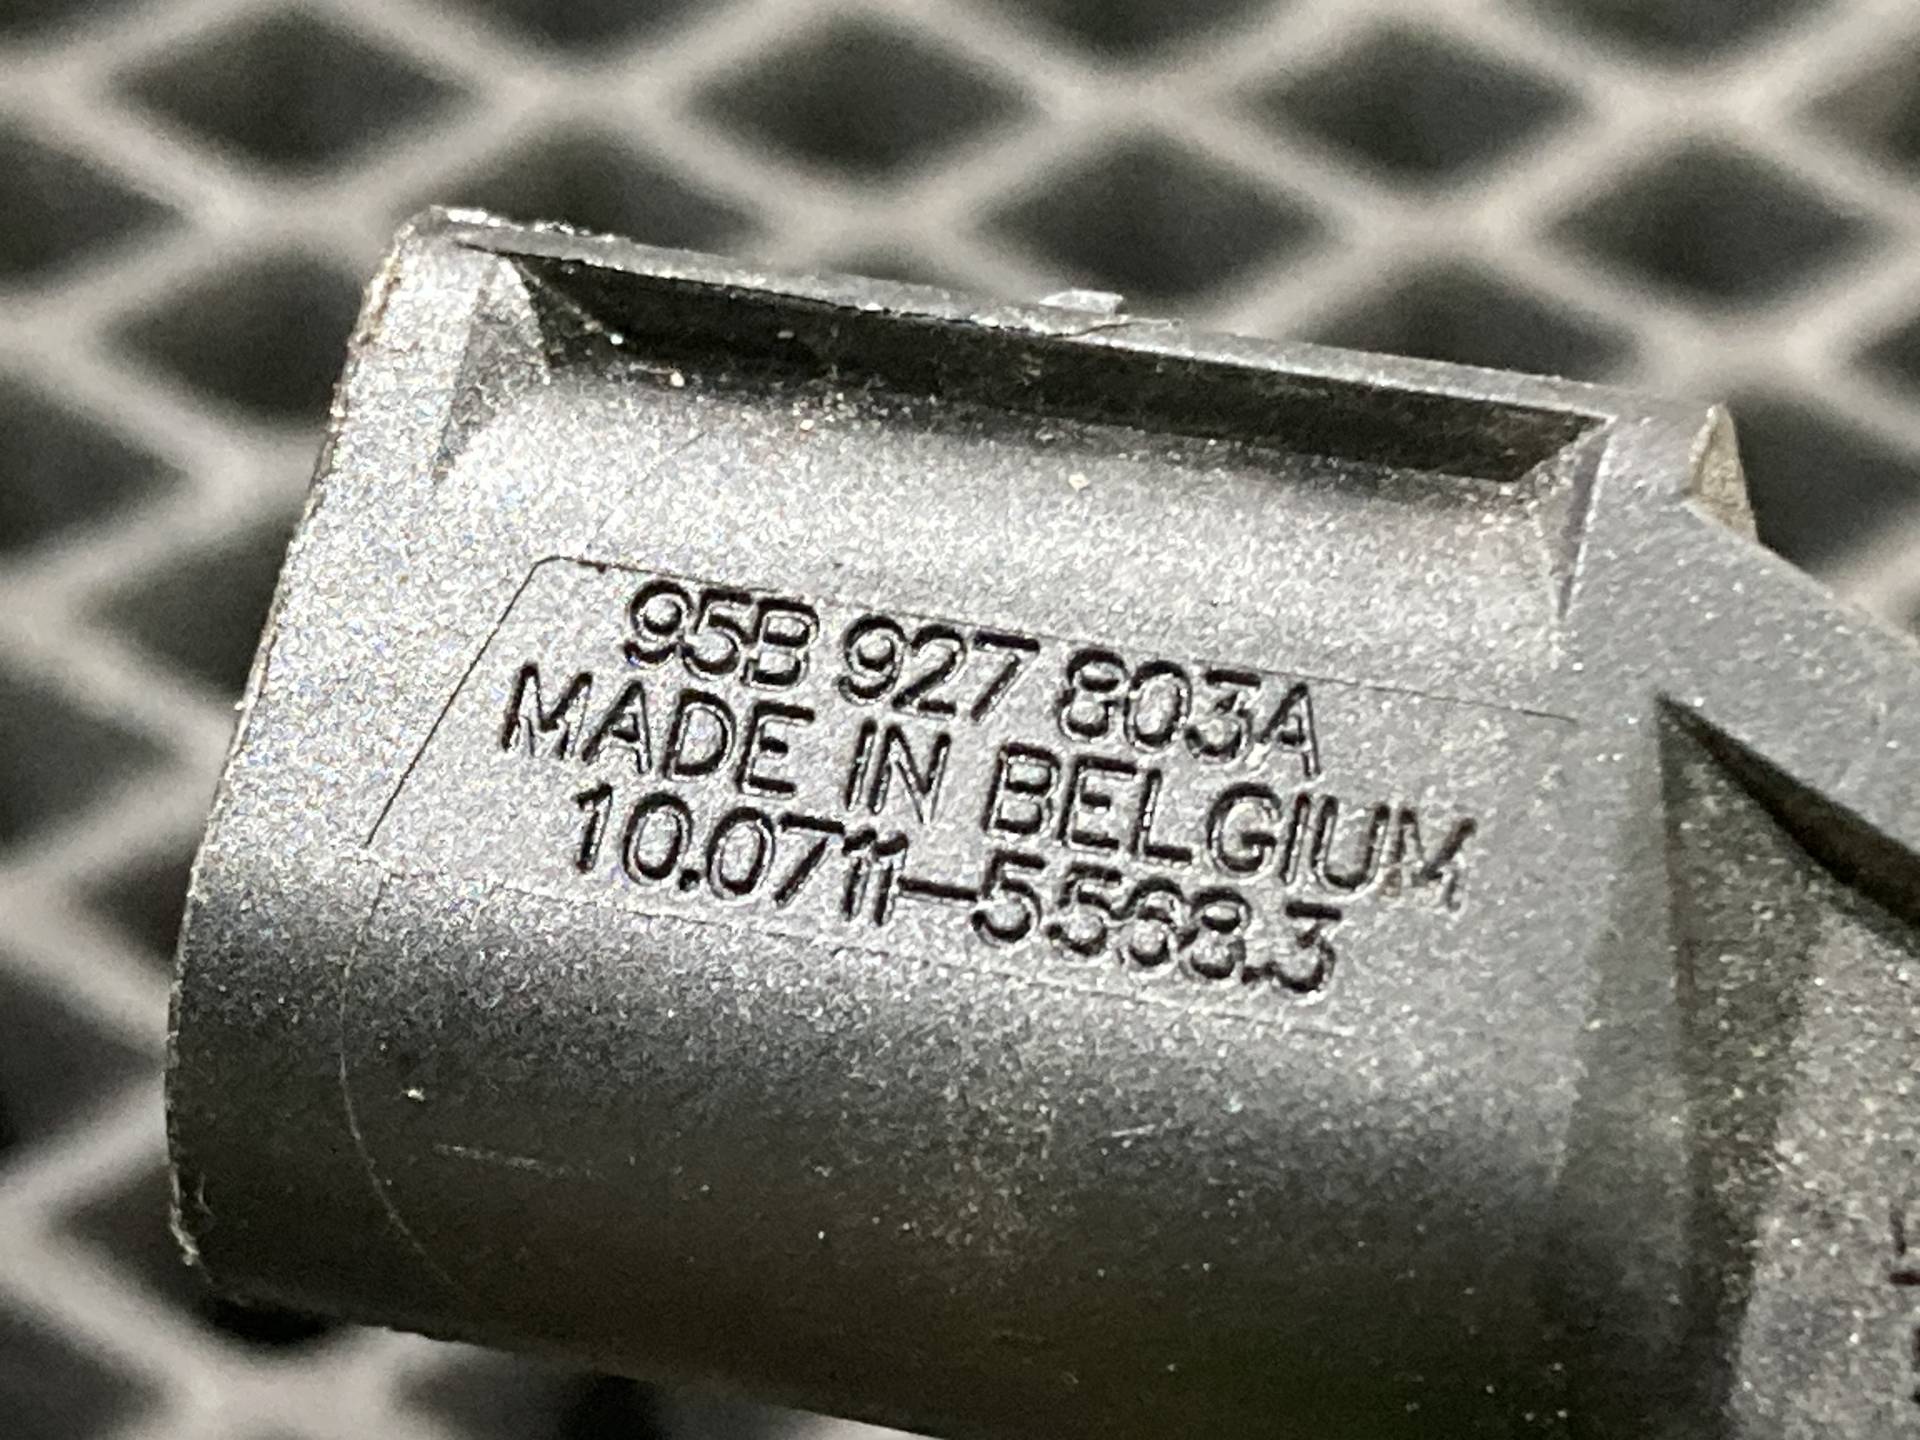 95B 927 803A
MADE IN BELGIUM
10.0711-5568.3